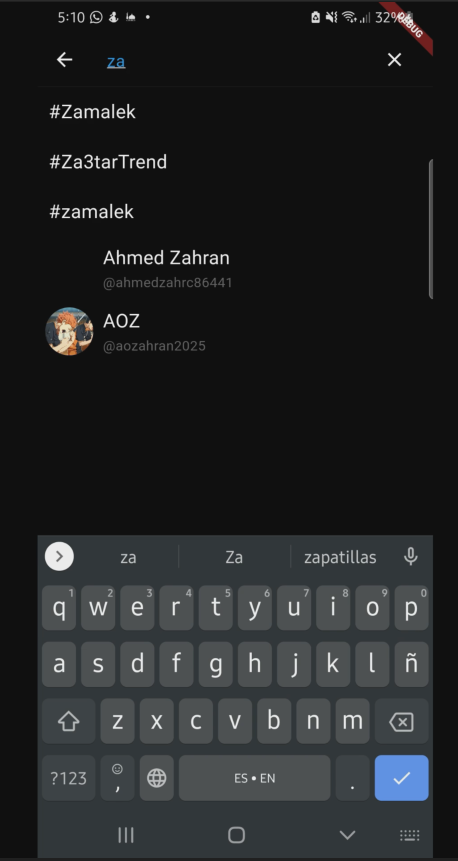 5:10
32%
DEBUG
za
#Zamalek
#Za3tarTrend
#zamalek
Ahmed Zahran
@ahmedzahrc86441
AOZ
@aozahran2025
za Za zapatillas
1 2 3 4 5 6 7 8 9 0
q w e r t y u i o p
a s d f g h j k l ñ
z x c v b n m
?123 , ES • EN .